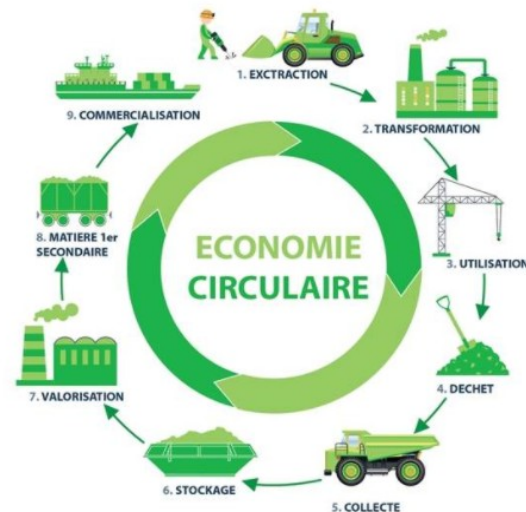 1. EXCTRACTION
2. TRANSFORMATION
3. UTILISATION
4. DECHET
5. COLLECTE
6. STOCKAGE
7. VALORISATION
8. MATIERE 1er
SECONDAIRE
9. COMMERCIALISATION
ECONOMIE
CIRCULAIRE